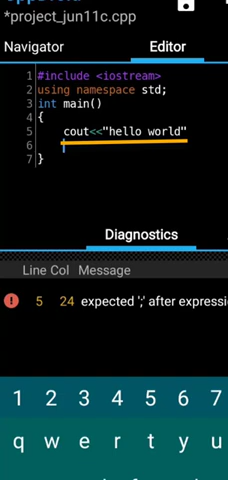 *project_jun11c.cpp
Navigator Editor
1 #include <iostream>
2 using namespace std;
3 int main()
4 {
5 cout<<"hello world"
6
7 }
Diagnostics
Line Col Message
5 24 expected ';' after expressi
1 2 3 4 5 6 7
q w e r t y u